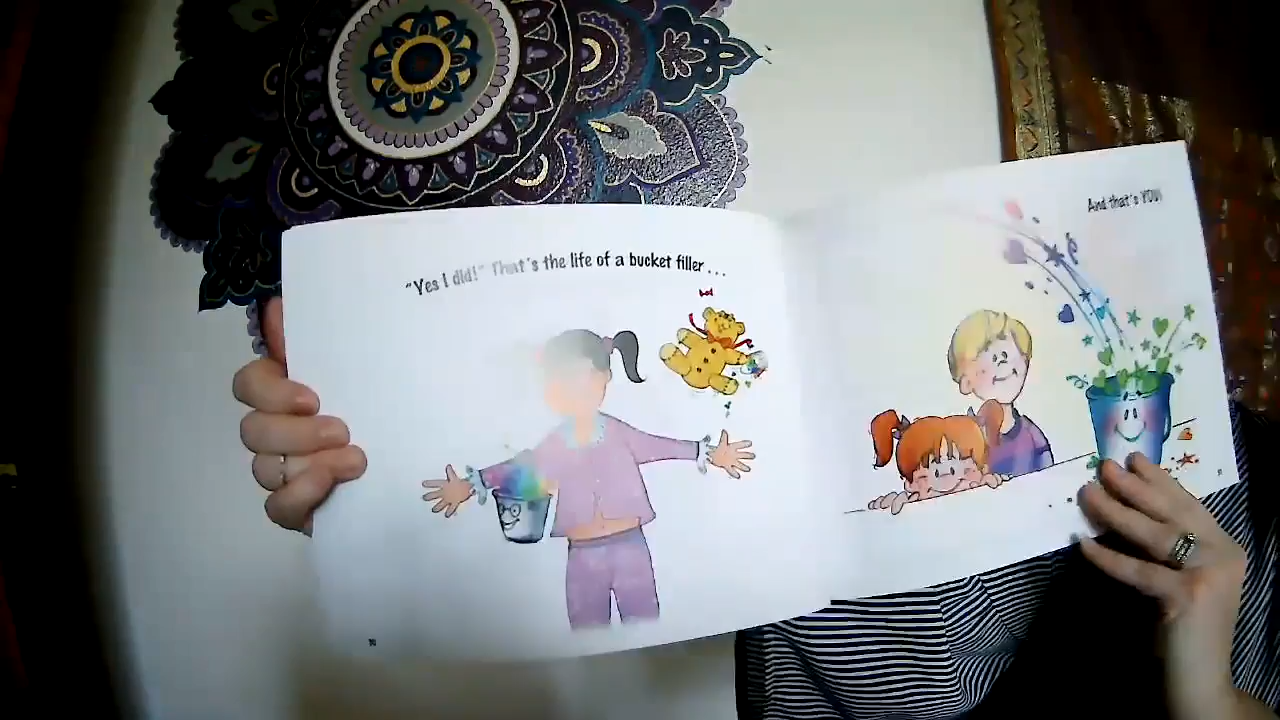 "Yes I did!" That's the life of a bucket filler . . .
And that's YOU!